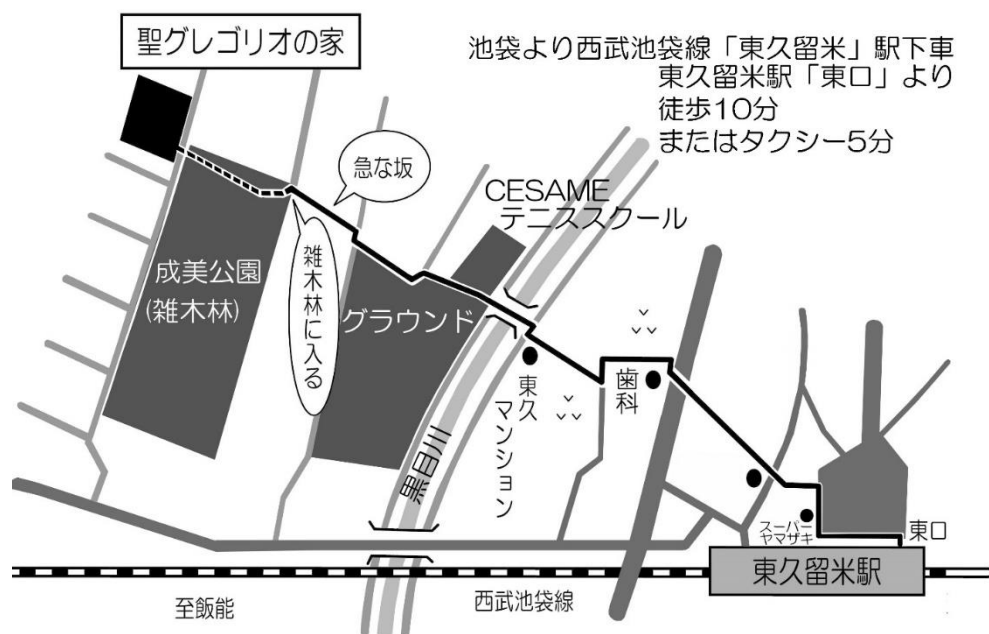 聖グレゴリオの家
池袋より西武池袋線「東久留米」駅下車
東久留米駅「東口」より
徒歩10分
またはタクシー5分
急な坂
CESAME
テニススクール
成美公園
(雑木林)
雑木林に入る
グラウンド
歯科
東久
マンション
黒目川
スーパー
ヤマザキ
東口
東久留米駅
至飯能
西武池袋線